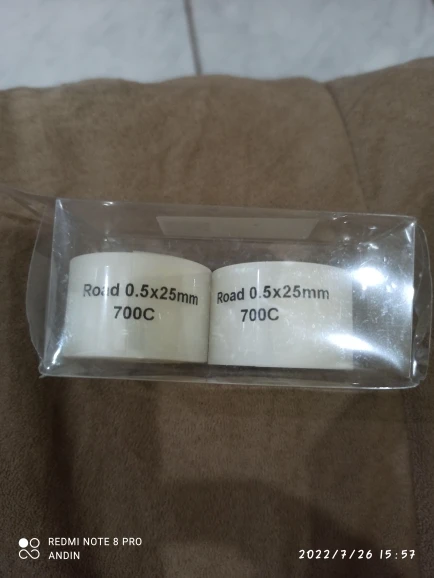 Road 0.5x25mm
700C
Road 0.5x25mm
700C
REDMI NOTE 8 PRO
ANDIN
2022/7/26 15:57